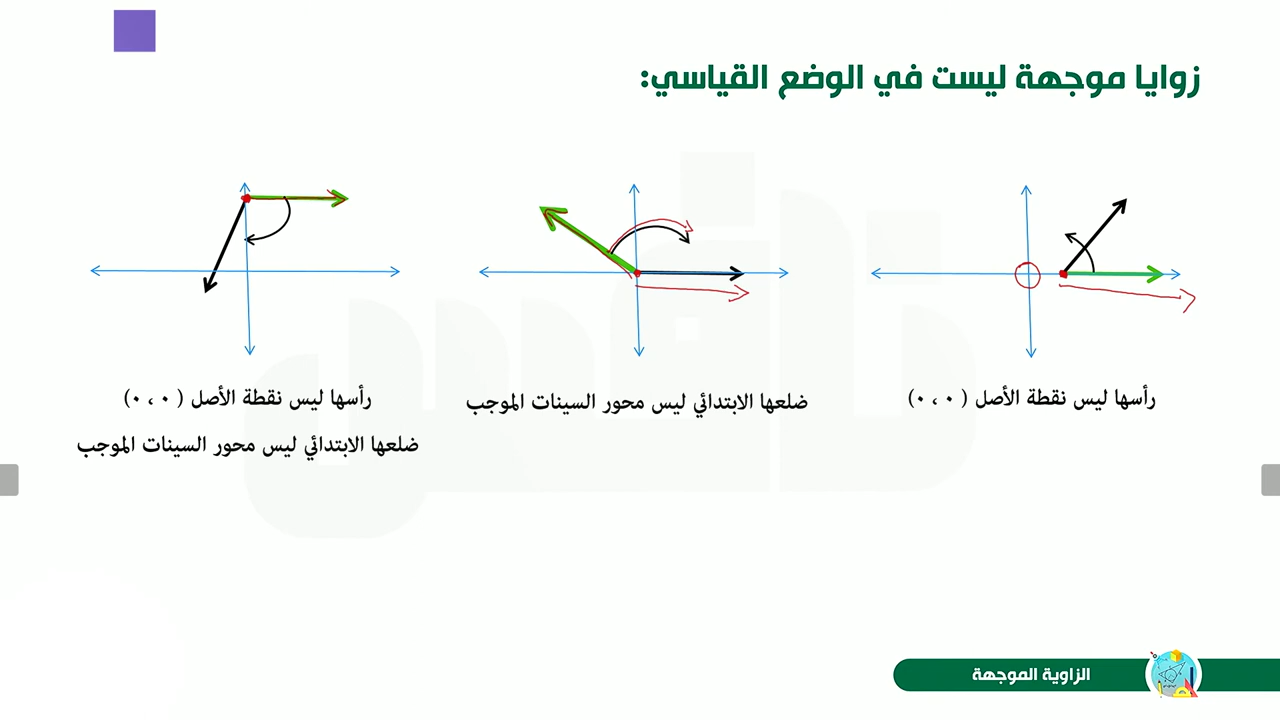 زوايا موجهة ليست في الوضع القياسي:
رأسها ليس نقطة الأصل ( ٠ ، ٠)
ضلعها الابتدائي ليس محور السينات الموجب
رأسها ليس نقطة الأصل ( ٠ ، ٠)
ضلعها الابتدائي ليس محور السينات الموجب
الزاوية الموجهة